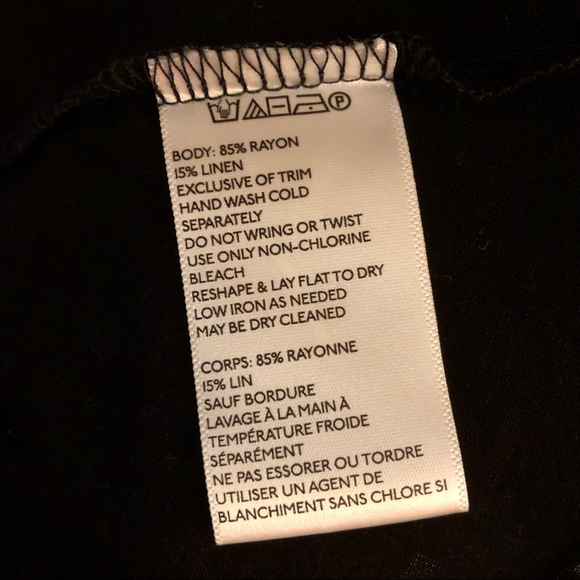 BODY: 85% RAYON
15% LINEN
EXCLUSIVE OF TRIM
HAND WASH COLD
SEPARATELY
DO NOT WRING OR TWIST
USE ONLY NON-CHLORINE
BLEACH
RESHAPE & LAY FLAT TO DRY
LOW IRON AS NEEDED
MAY BE DRY CLEANED
CORPS: 85% RAYONNE
15% LIN
SAUF BORDURE
LAVAGE À LA MAIN À
TEMPÉRATURE FROIDE
SÉPARÉMENT
NE PAS ESSORER OU TORDRE
UTILISER UN AGENT DE
BLANCHIMENT SANS CHLORE SI